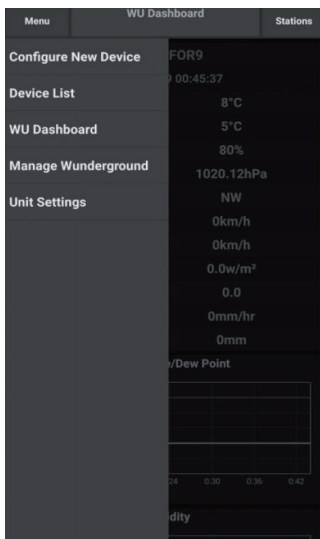 Menu
WU Dashboard
Stations
Configure New Device
Device List
WU Dashboard
Manage Wunderground
Unit Settings
FOR9
9 00:45:37
8°C
5°C
80%
1020.12hPa
NW
0km/h
0km/h
0.0w/m²
0.0
0mm/hr
0mm
e/Dew Point
24 0:30 0:36 0:42
idity